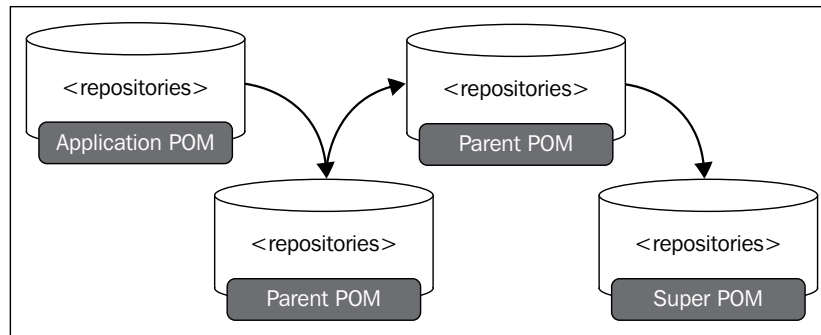 <repositories>
Application POM
<repositories>
Parent POM
<repositories>
Parent POM
<repositories>
Super POM